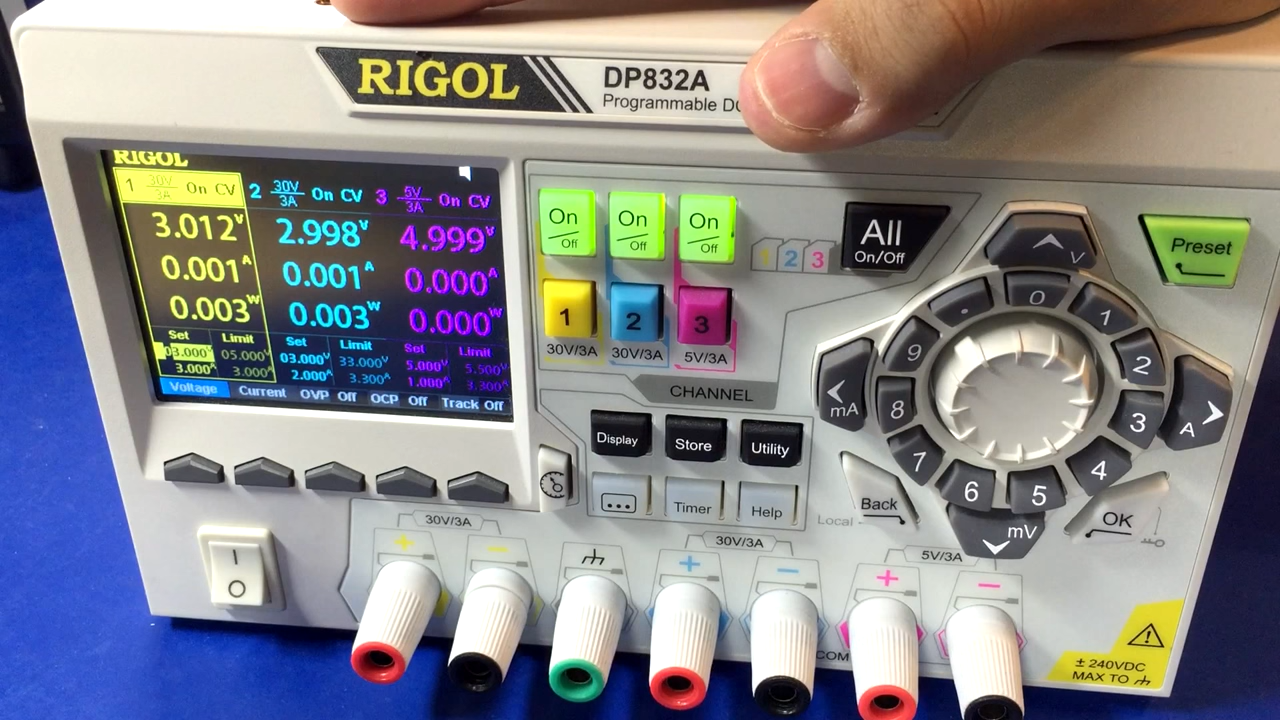 RIGOL
DP832A
Programmable DC
RIGOL
1 30V/3A On CV 2 30V/3A On CV 3 5V/3A On CV
3.012V 2.998V 4.999V
0.001A 0.001A 0.000A
0.003W 0.003W 0.000W
Set Limit Set Limit Set Limit
03.000V 05.000V 03.000V 33.000V 5.000V 5.500V
3.000A 3.000A 2.000A 3.300A 1.000A 3.300A
Voltage Current OVP Off OCP Off Track Off
On/Off On/Off On/Off
1 2 3
30V/3A 30V/3A 5V/3A
CHANNEL
1 2 3
All
On/Off
Preset
Display Store Utility
Timer Help
V
. 0 1 2 3 4 5 6 7 8 9
mA
A
mV
Back
Local
OK
I
O
30V/3A 30V/3A 5V/3A
+ - + - + -
COM
± 240VDC
MAX TO